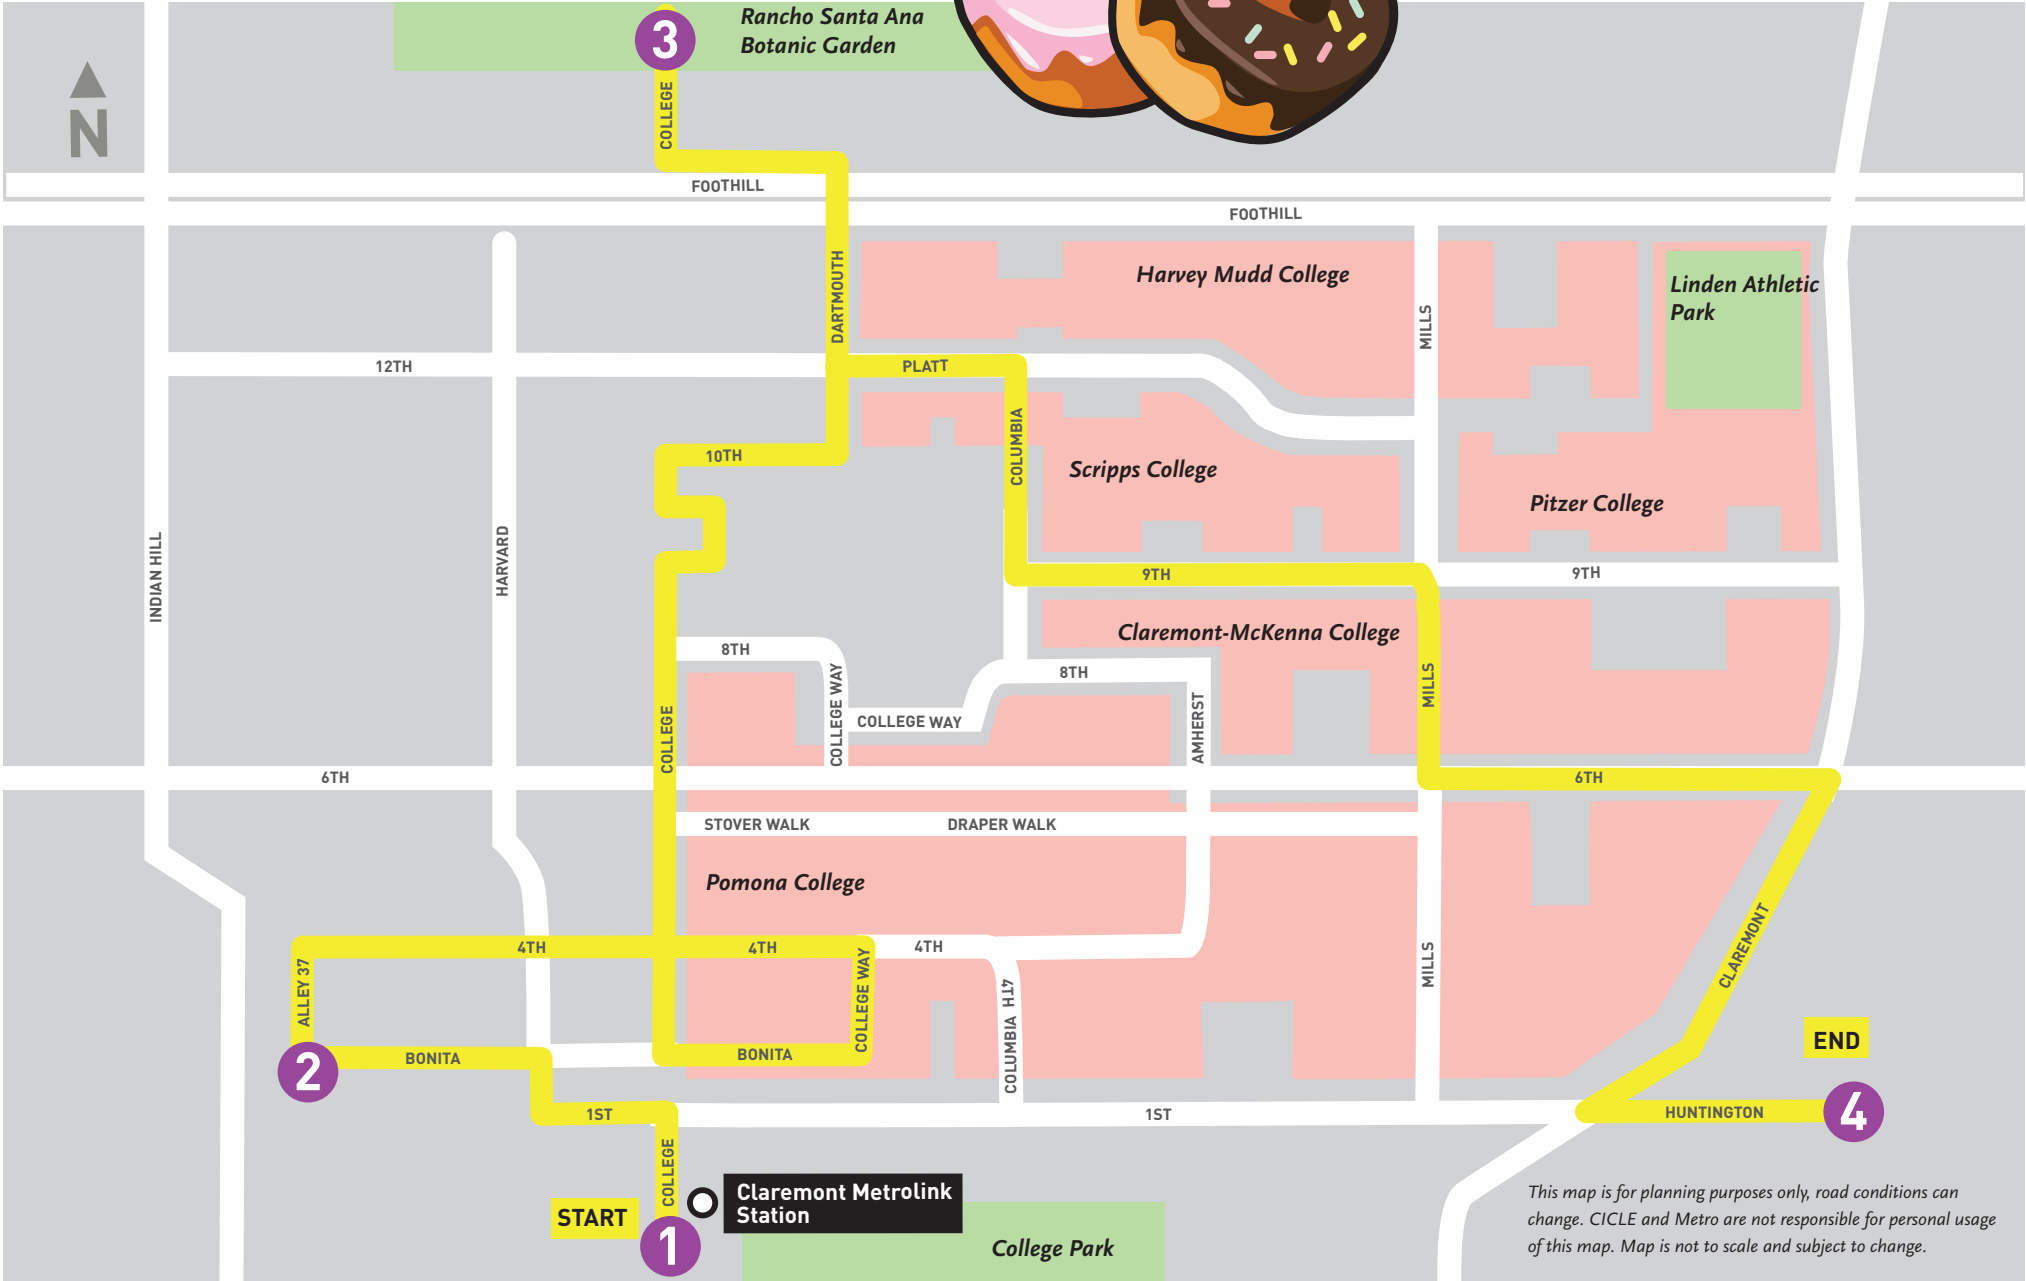 3
Rancho Santa Ana
Botanic Garden
N
COLLEGE
FOOTHILL
FOOTHILL
DARTMOUTH
Harvey Mudd College
MILLS
Linden Athletic
Park
12TH
PLATT
COLUMBIA
10TH
Scripps College
Pitzer College
INDIAN HILL
HARVARD
9TH
9TH
Claremont-McKenna College
8TH
COLLEGE WAY
8TH
MILLS
COLLEGE
COLLEGE WAY
AMHERST
6TH
6TH
STOVER WALK
DRAPER WALK
Pomona College
CLAREMONT
4TH
4TH
4TH
ALLEY 37
COLLEGE WAY
COLUMBIA 4TH
MILLS
END
2
BONITA
BONITA
1ST
1ST
HUNTINGTON
4
COLLEGE
Claremont Metrolink
Station
START
1
College Park
This map is for planning purposes only, road conditions can
change. CICLE and Metro are not responsible for personal usage
of this map. Map is not to scale and subject to change.